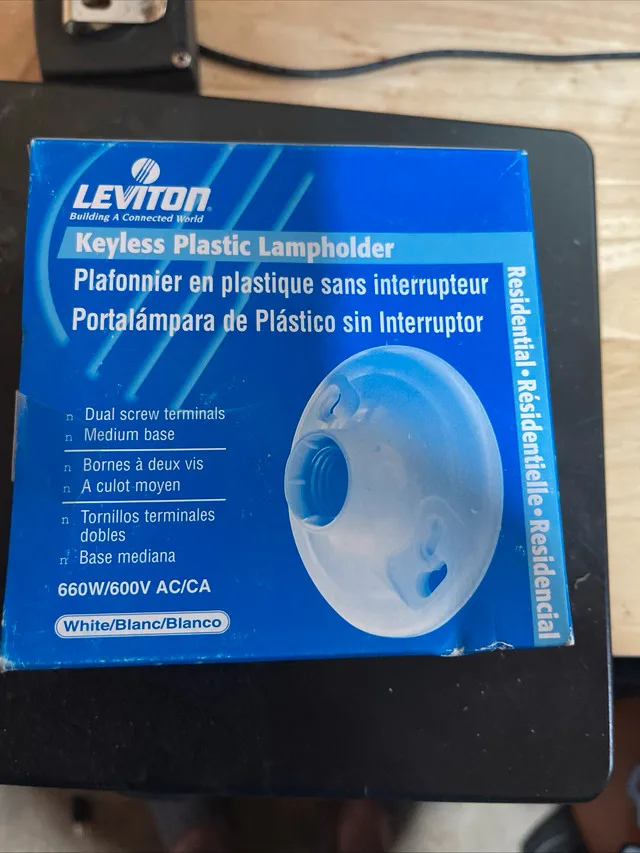 LEVITON®
Building A Connected World
Keyless Plastic Lampholder
Plafonnier en plastique sans interrupteur
Portalámpara de Plástico sin Interruptor
n Dual screw terminals
n Medium base
n Bornes à deux vis
n A culot moyen
n Tornillos terminales
dobles
n Base mediana
660W/600V AC/CA
White/Blanc/Blanco
Residential • Résidentielle • Residencial